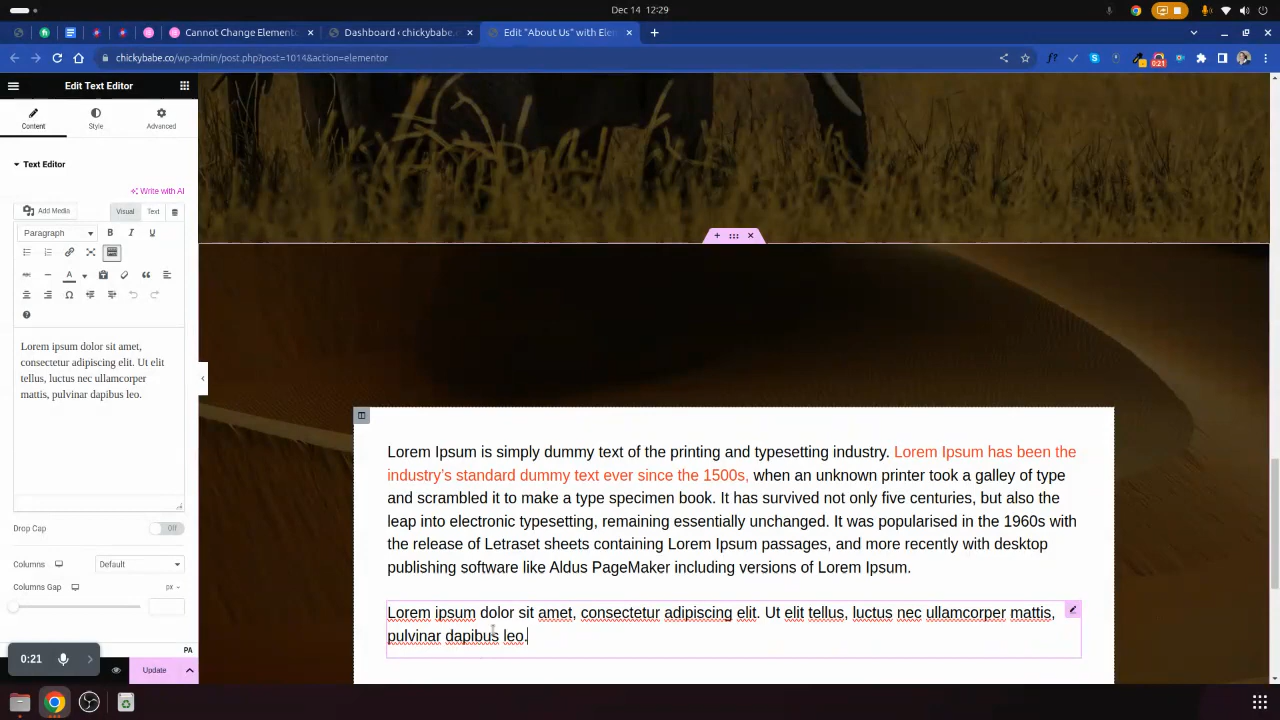 Dec 14 12:29
Cannot Change Elemento
Dashboard ‹ chickybabe.co
Edit "About Us" with Elem
chickybabe.co/wp-admin/post.php?post=1014&action=elementor
0:21
Edit Text Editor
Content
Style
Advanced
Text Editor
Write with AI
Add Media
Visual
Text
Paragraph
B
I
U
A
Lorem ipsum dolor sit amet,
consectetur adipiscing elit. Ut elit
tellus, luctus nec ullamcorper
mattis, pulvinar dapibus leo.
Drop Cap
Off
Columns
Default
Columns Gap
px
PA
0:21
Update
Lorem Ipsum is simply dummy text of the printing and typesetting industry. Lorem Ipsum has been the
industry's standard dummy text ever since the 1500s, when an unknown printer took a galley of type
and scrambled it to make a type specimen book. It has survived not only five centuries, but also the
leap into electronic typesetting, remaining essentially unchanged. It was popularised in the 1960s with
the release of Letraset sheets containing Lorem Ipsum passages, and more recently with desktop
publishing software like Aldus PageMaker including versions of Lorem Ipsum.
Lorem ipsum dolor sit amet, consectetur adipiscing elit. Ut elit tellus, luctus nec ullamcorper mattis,
pulvinar dapibus leo.